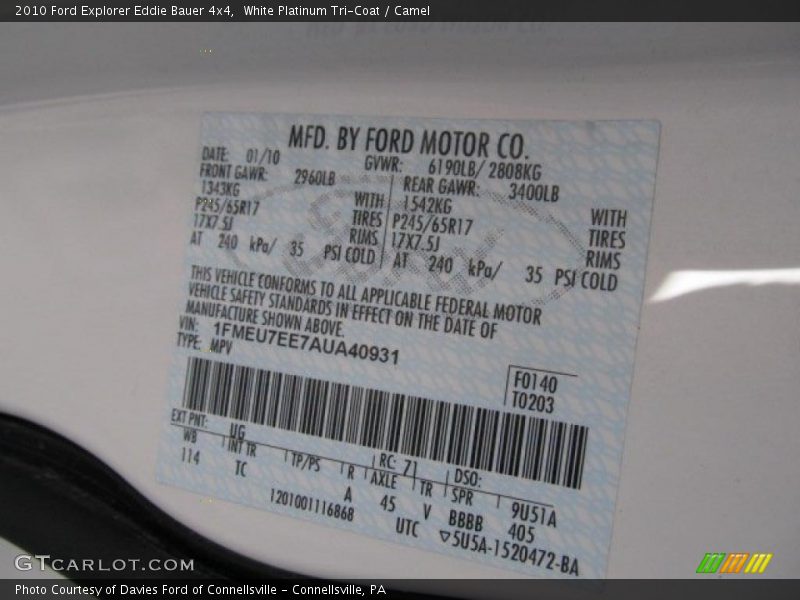 2010 Ford Explorer Eddie Bauer 4x4, White Platinum Tri-Coat / Camel
MFD. BY FORD MOTOR CO.
DATE: 01/10 GVWR: 6190LB/ 2808KG
FRONT GAWR: 2960LB REAR GAWR: 3400LB
1343KG WITH 1542KG WITH
P245/65R17 TIRES P245/65R17 TIRES
17X7.5J RIMS 17X7.5J RIMS
AT 240 kPa/ 35 PSI COLD AT 240 kPa/ 35 PSI COLD
THIS VEHICLE CONFORMS TO ALL APPLICABLE FEDERAL MOTOR
VEHICLE SAFETY STANDARDS IN EFFECT ON THE DATE OF
MANUFACTURE SHOWN ABOVE.
VIN: 1FMEU7EE7AUA40931
TYPE: MPV
F0140
T0203
EXT PNT: UG RC: 71 DSO:
WB INT TR TP/PS R AXLE TR SPR 9U51A
114 TC A 45 V BBBB 405
1201001116868 UTC ▽5U5A-1520472-BA
GTCARLOT.COM
Photo Courtesy of Davies Ford of Connellsville - Connellsville, PA